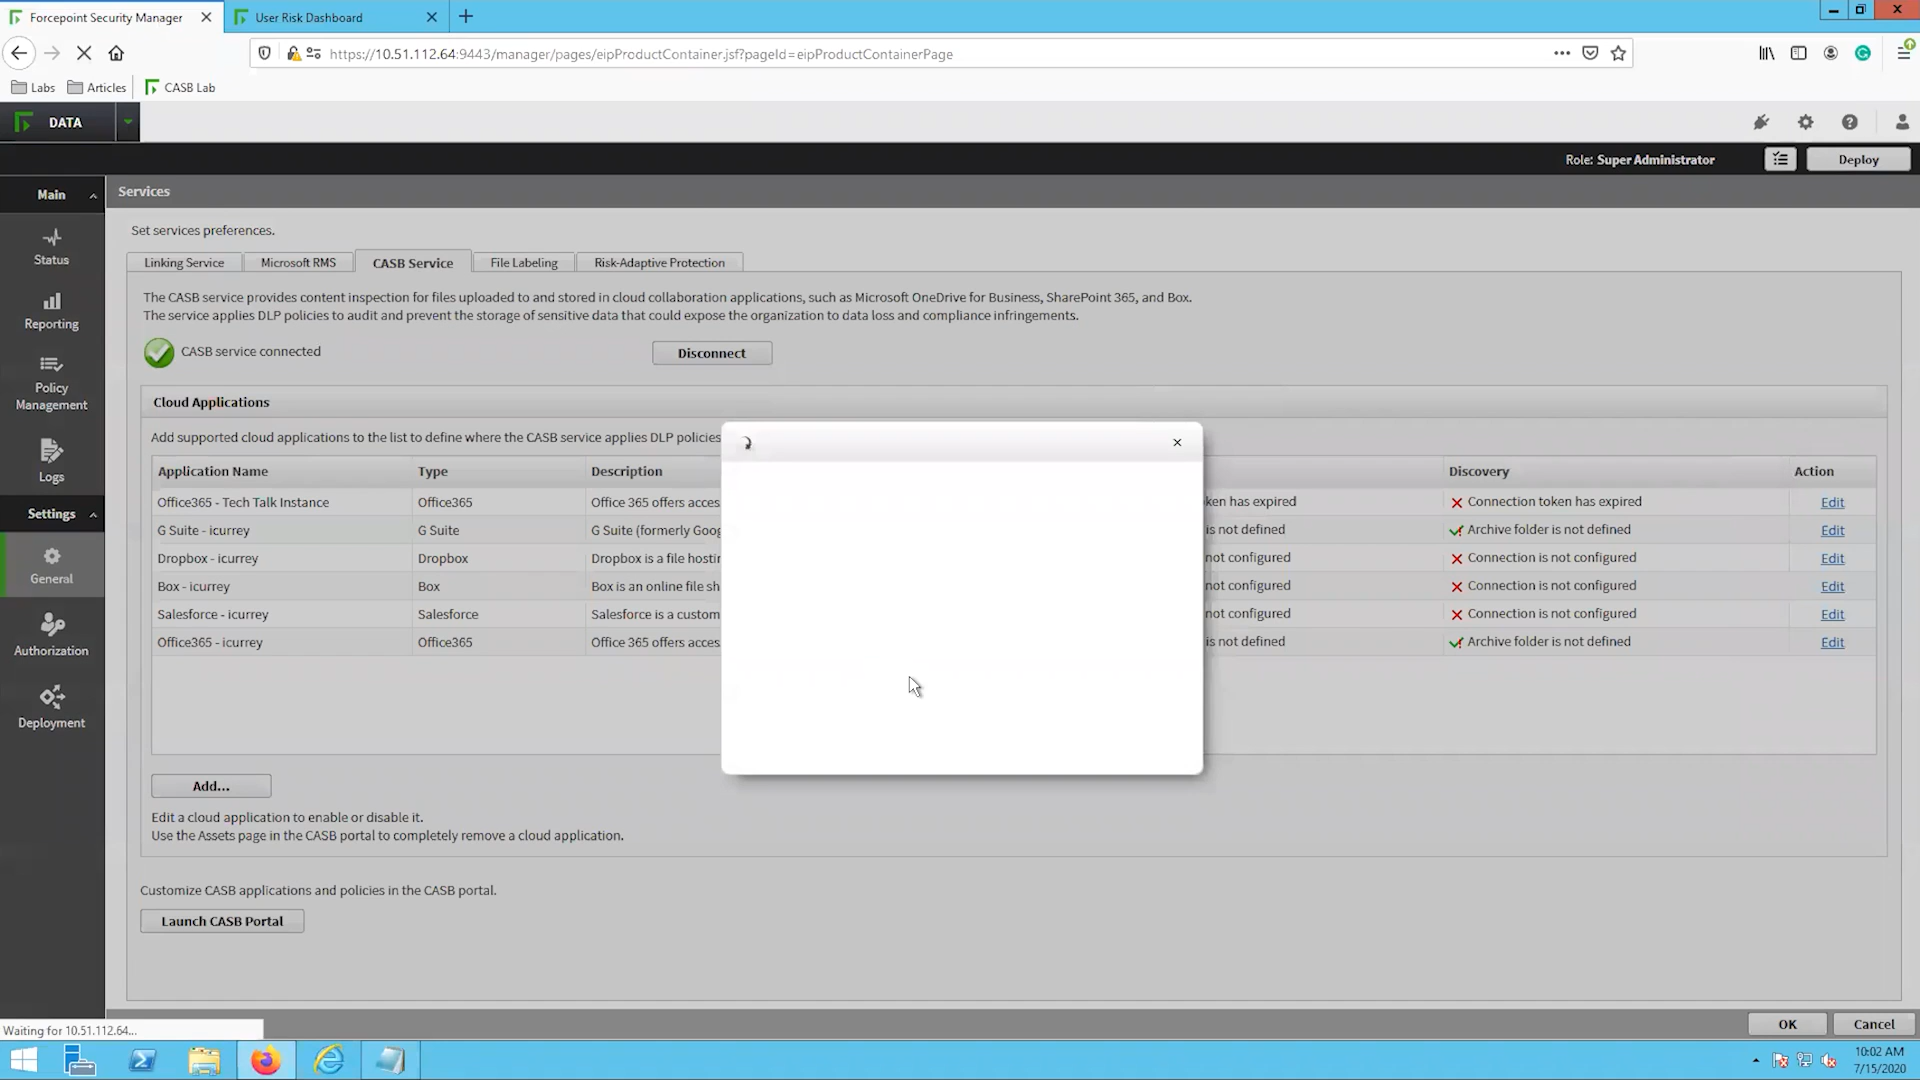 Forcepoint Security Manager
User Risk Dashboard
https://10.51.112.64:9443/manager/pages/eipProductContainer.jsf?pageId=eipProductContainerPage
Labs
Articles
CASB Lab
DATA
Role: Super Administrator
Deploy
Main
Services
Status
Reporting
Policy
Management
Logs
Settings
General
Authorization
Deployment
Set services preferences.
Linking Service
Microsoft RMS
CASB Service
File Labeling
Risk-Adaptive Protection
The CASB service provides content inspection for files uploaded to and stored in cloud collaboration applications, such as Microsoft OneDrive for Business, SharePoint 365, and Box.
The service applies DLP policies to audit and prevent the storage of sensitive data that could expose the organization to data loss and compliance infringements.
CASB service connected
Disconnect
Cloud Applications
Add supported cloud applications to the list to define where the CASB service applies DLP policies
Application Name Type Description Discovery Action
Office365 - Tech Talk Instance Office365 Office 365 offers acces has expired Connection token has expired Edit
G Suite - icurrey G Suite G Suite (formerly Goog is not defined Archive folder is not defined Edit
Dropbox - icurrey Dropbox Dropbox is a file hostin not configured Connection is not configured Edit
Box - icurrey Box Box is an online file sh not configured Connection is not configured Edit
Salesforce - icurrey Salesforce Salesforce is a custom not configured Connection is not configured Edit
Office365 - icurrey Office365 Office 365 offers acces is not defined Archive folder is not defined Edit
Add...
Edit a cloud application to enable or disable it.
Use the Assets page in the CASB portal to completely remove a cloud application.
Customize CASB applications and policies in the CASB portal.
Launch CASB Portal
Waiting for 10.51.112.64...
OK
Cancel
10:02 AM
7/15/2020